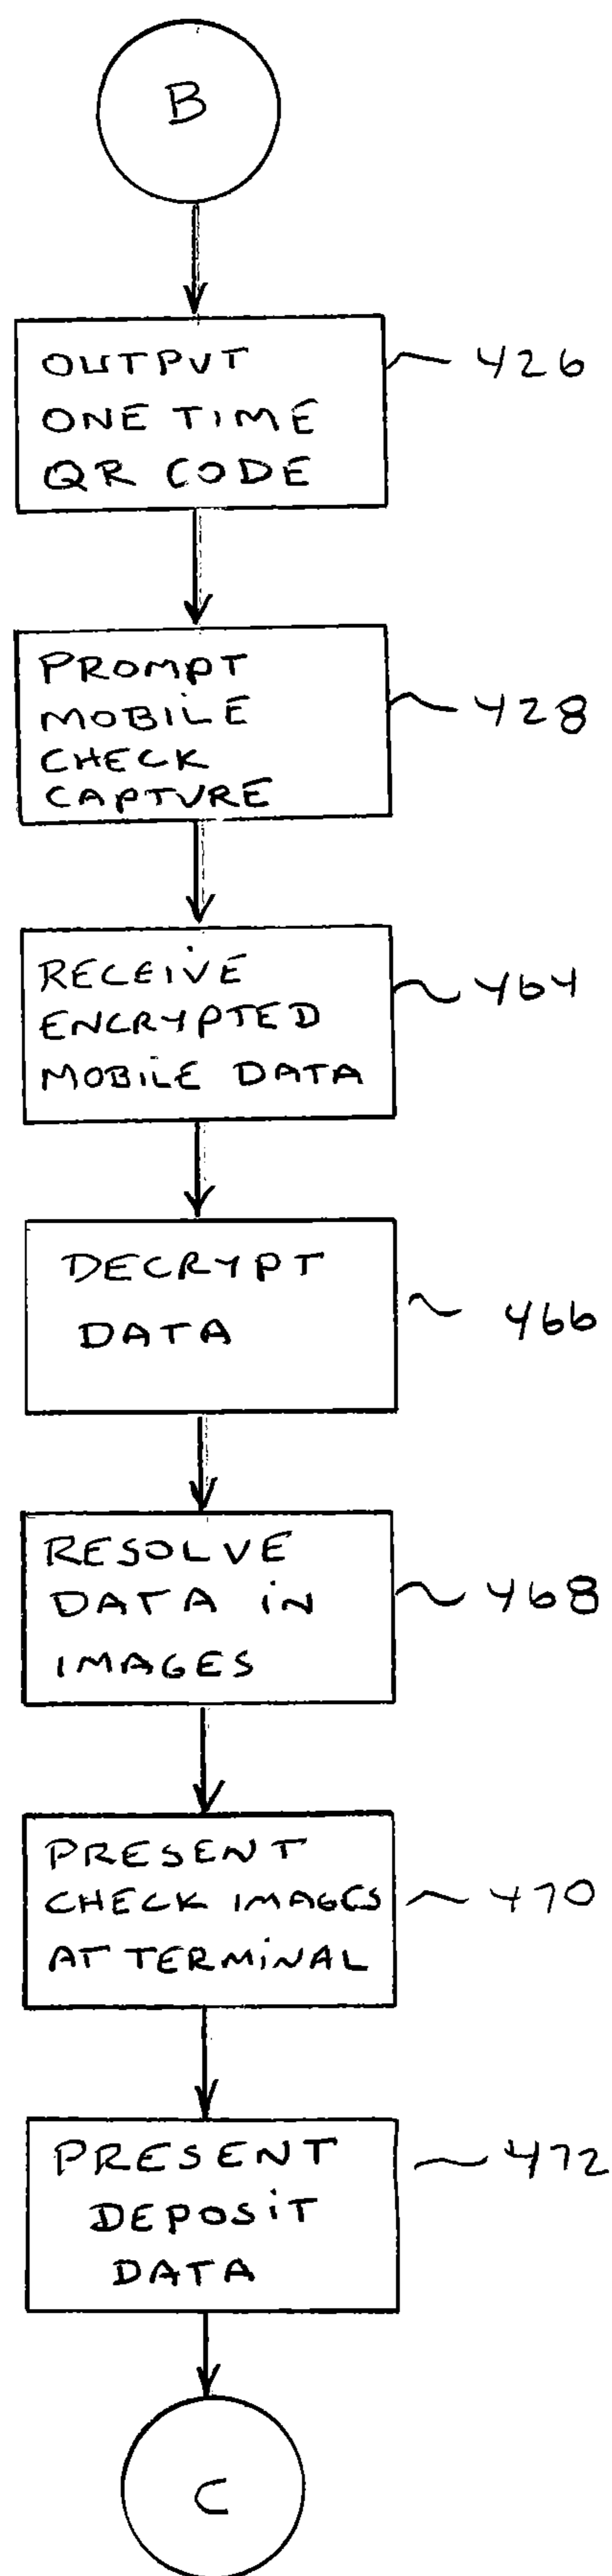 B
OUTPUT
426
ONE TIME
QR CODE
PROMPT
MOBILE
428
CHECK
CAPTURE
RECEIVE
464
ENCRYPTED
MOBILE DATA
DECRYPT
466
DATA
RESOLVE
DATA IN
468
IMAGES
PRESENT
CHECK IMAGES
470
AT TERMINAL
PRESENT
472
DEPOSIT
DATA
C